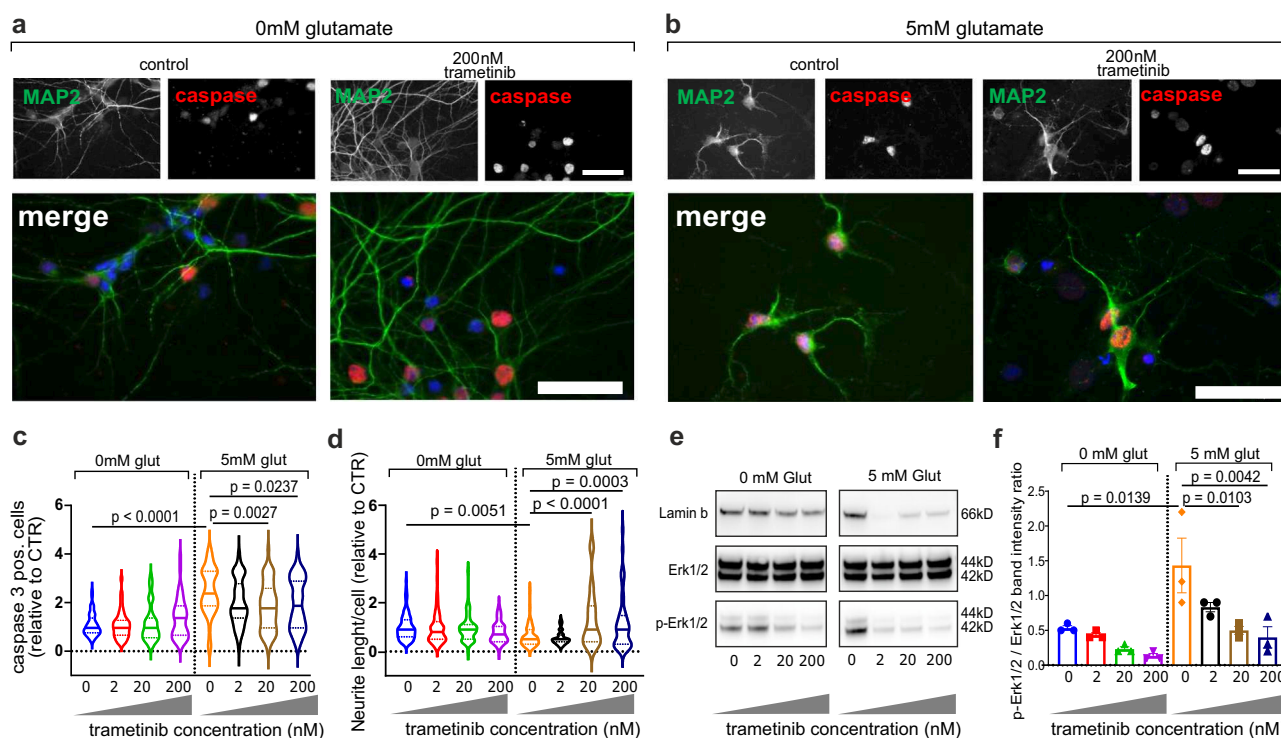 a
0mM glutamate
control
200nM
trametinib
MAP2
caspase
MAP2
caspase
merge
b
5mM glutamate
control
200nM
trametinib
MAP2
caspase
MAP2
caspase
merge
c
0mM glut
5mM glut
p = 0.0237
p < 0.0001
p = 0.0027
caspase 3 pos. cells
(relative to CTR)
6
4
2
0
0 2 20 200 0 2 20 200
trametinib concentration (nM)
d
0mM glut
5mM glut
p = 0.0003
p = 0.0051
p < 0.0001
Neurite lenght/cell (relative to CTR)
6
4
2
0
0 2 20 200 0 2 20 200
trametinib concentration (nM)
e
0 mM Glut
5 mM Glut
Lamin b
66kD
Erk1/2
44kD
42kD
p-Erk1/2
44kD
42kD
0 2 20 200 0 2 20 200
trametinib concentration (nM)
f
0 mM glut
5 mM glut
p = 0.0042
p = 0.0139
p = 0.0103
p-Erk1/2 / Erk1/2 band intensity ratio
2.5
2.0
1.5
1.0
0.5
0.0
0 2 20 200 0 2 20 200
trametinib concentration (nM)